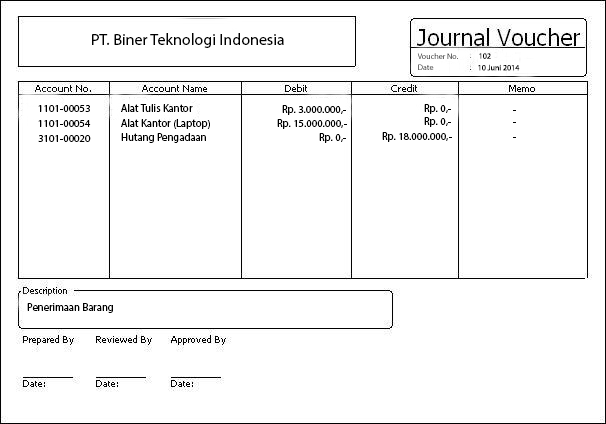 PT. Biner Teknologi Indonesia
Journal Voucher
Voucher No. : 102
Date : 10 Juni 2014
Account No. Account Name Debit Credit Memo
1101-00053 Alat Tulis Kantor Rp. 3.000.000,- Rp. 0,- -
1101-00054 Alat Kantor (Laptop) Rp. 15.000.000,- Rp. 0,- -
3101-00020 Hutang Pengadaan Rp. 0,- Rp. 18.000.000,- -
Description
Penerimaan Barang
Prepared By Reviewed By Approved By
Date: Date: Date: